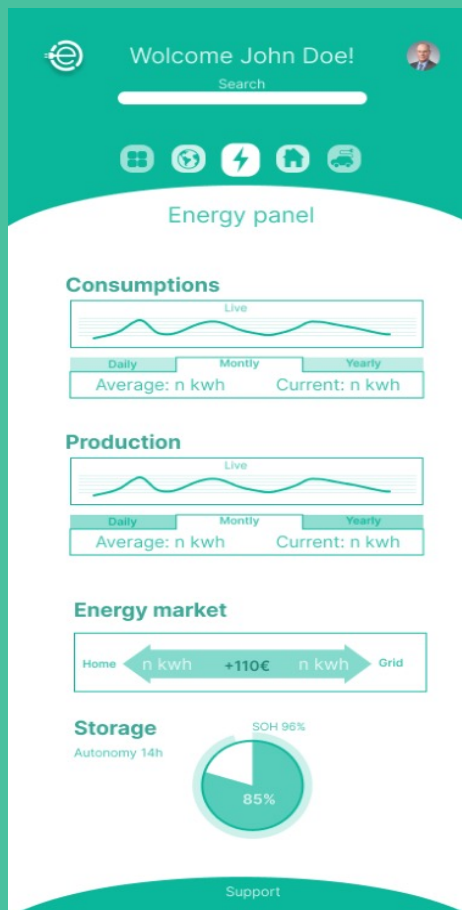 Wolcome John Doe!
Search
Energy panel
Consumptions
Live
Daily Montly Yearly
Average: n kwh Current: n kwh
Production
Live
Daily Montly Yearly
Average: n kwh Current: n kwh
Energy market
Home n kwh +110€ n kwh Grid
Storage SOH 96%
Autonomy 14h
85%
Support